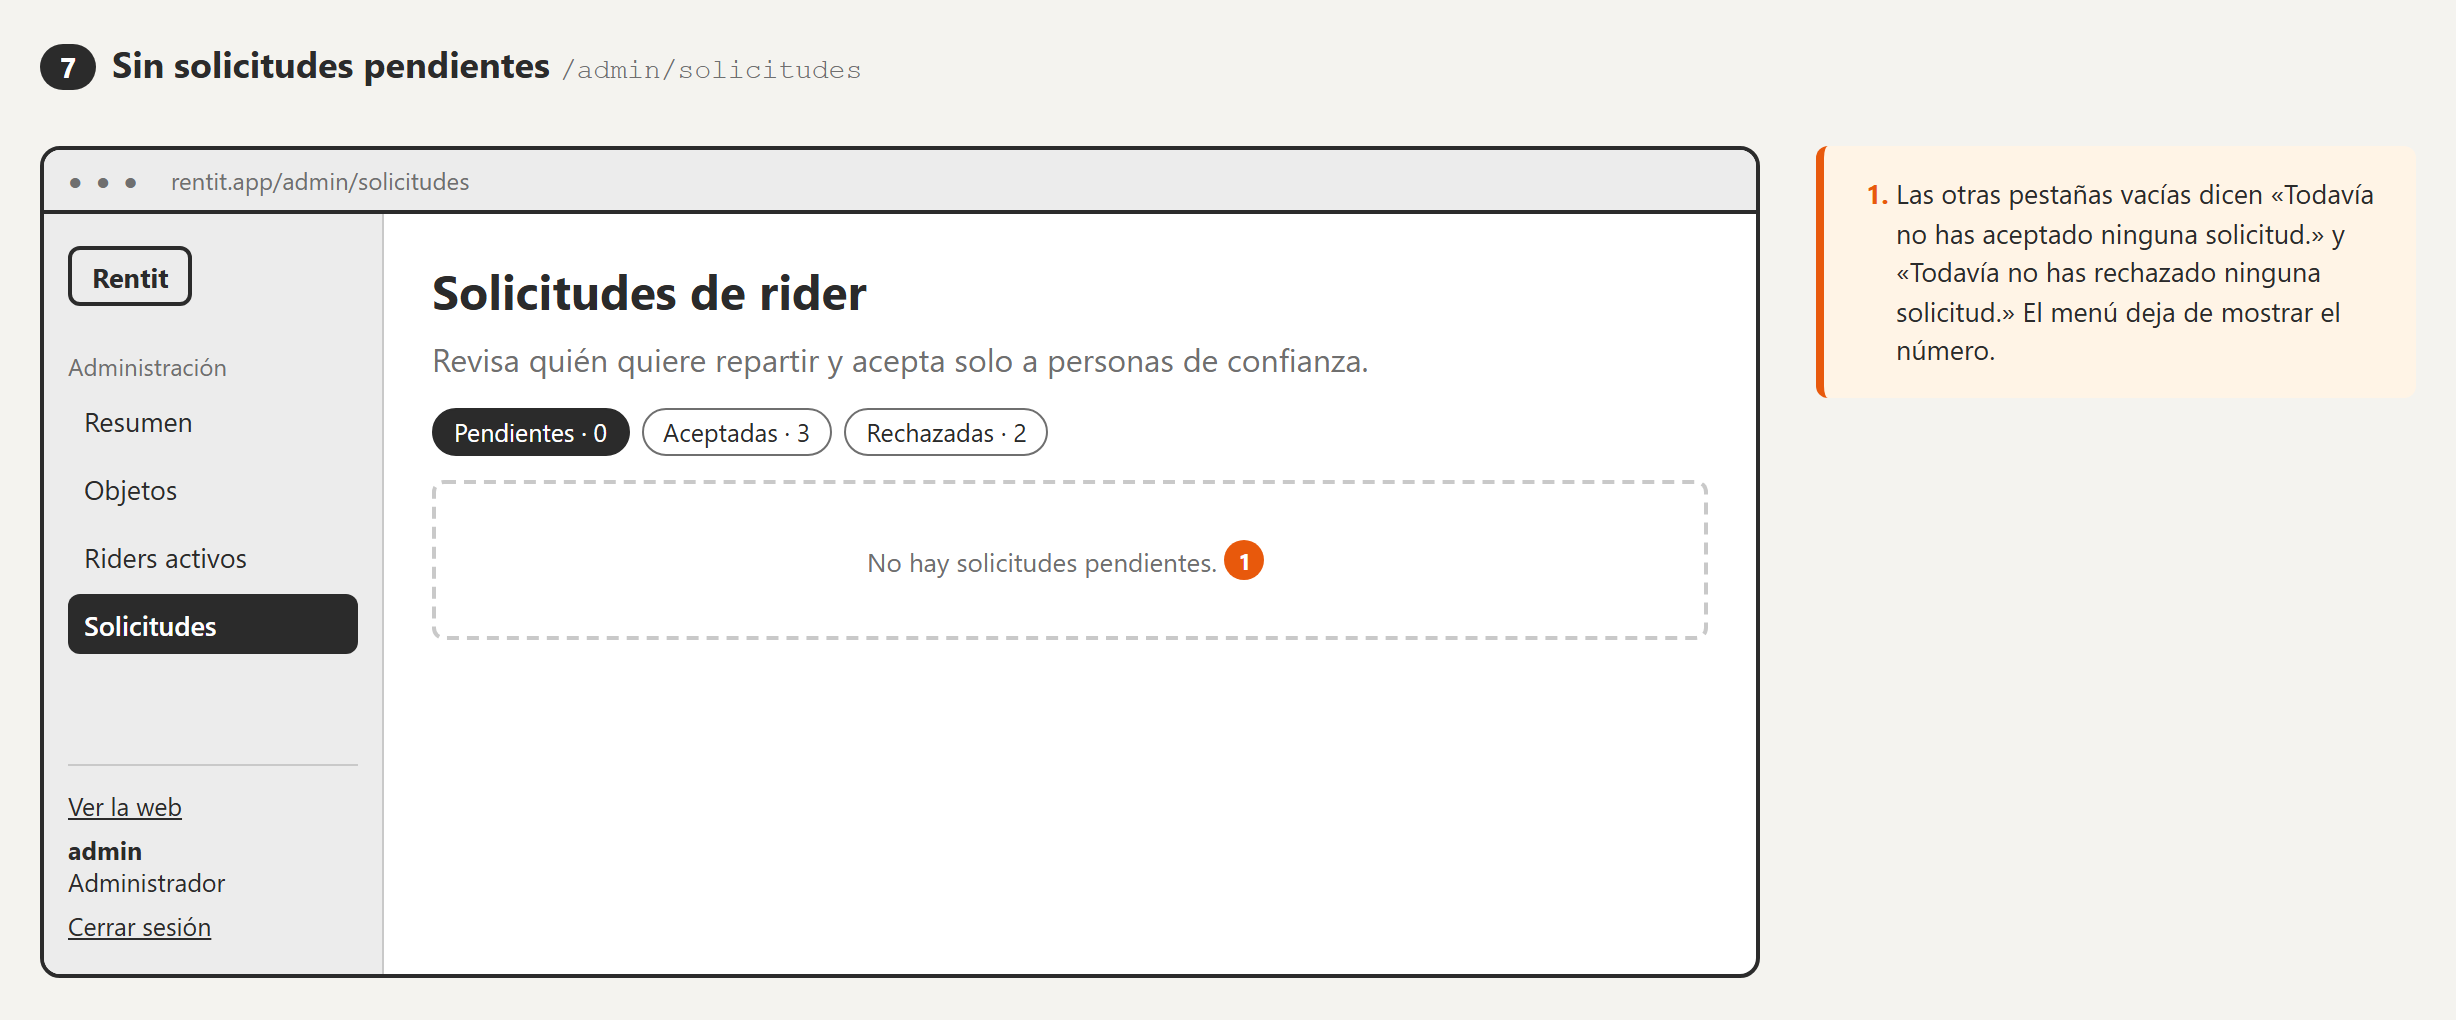 7 Sin solicitudes pendientes /admin/solicitudes
rentit.app/admin/solicitudes
Rentit
Administración
Resumen
Objetos
Riders activos
Solicitudes
Ver la web
admin
Administrador
Cerrar sesión
Solicitudes de rider
Revisa quién quiere repartir y acepta solo a personas de confianza.
Pendientes · 0 Aceptadas · 3 Rechazadas · 2
No hay solicitudes pendientes. 1
1. Las otras pestañas vacías dicen «Todavía
no has aceptado ninguna solicitud.» y
«Todavía no has rechazado ninguna
solicitud.» El menú deja de mostrar el
número.